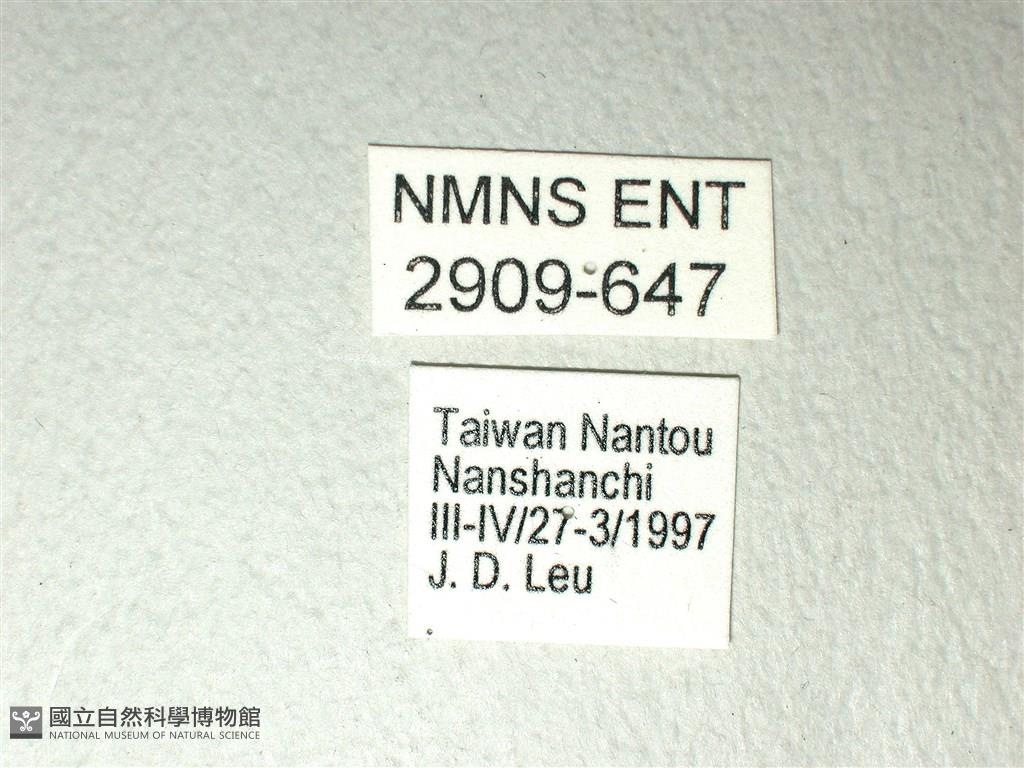 NMNS ENT
2909-647
Taiwan Nantou
Nanshanchi
III-IV/27-3/1997
J. D. Leu
國立自然科學博物館
NATIONAL MUSEUM OF NATURAL SCIENCE